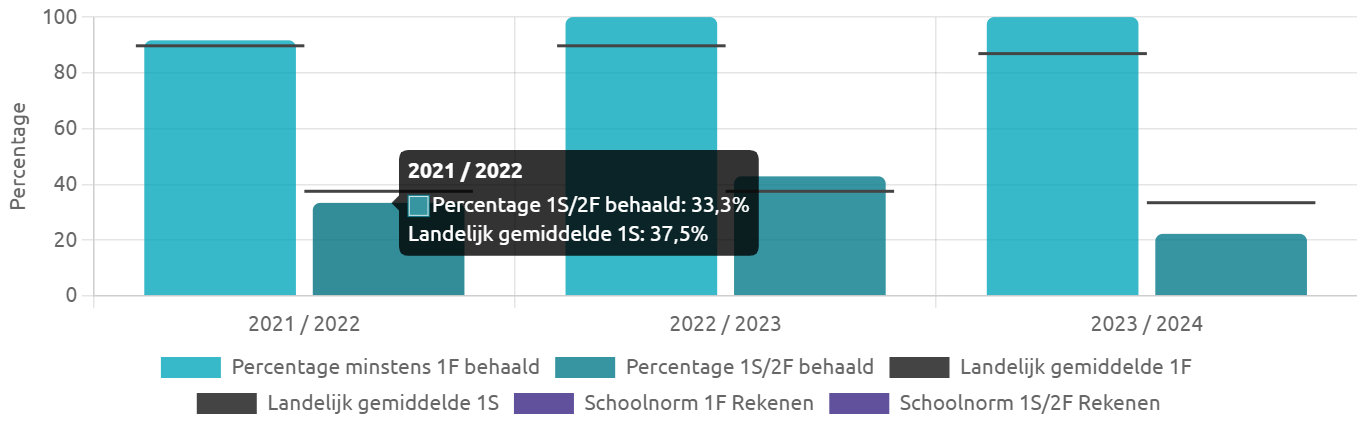 Percentage
100
80
60
40
20
0
2021 / 2022
Percentage 1S/2F behaald: 33,3%
Landelijk gemiddelde 1S: 37,5%
2021 / 2022
2022 / 2023
2023 / 2024
Percentage minstens 1F behaald
Percentage 1S/2F behaald
Landelijk gemiddelde 1F
Landelijk gemiddelde 1S
Schoolnorm 1F Rekenen
Schoolnorm 1S/2F Rekenen